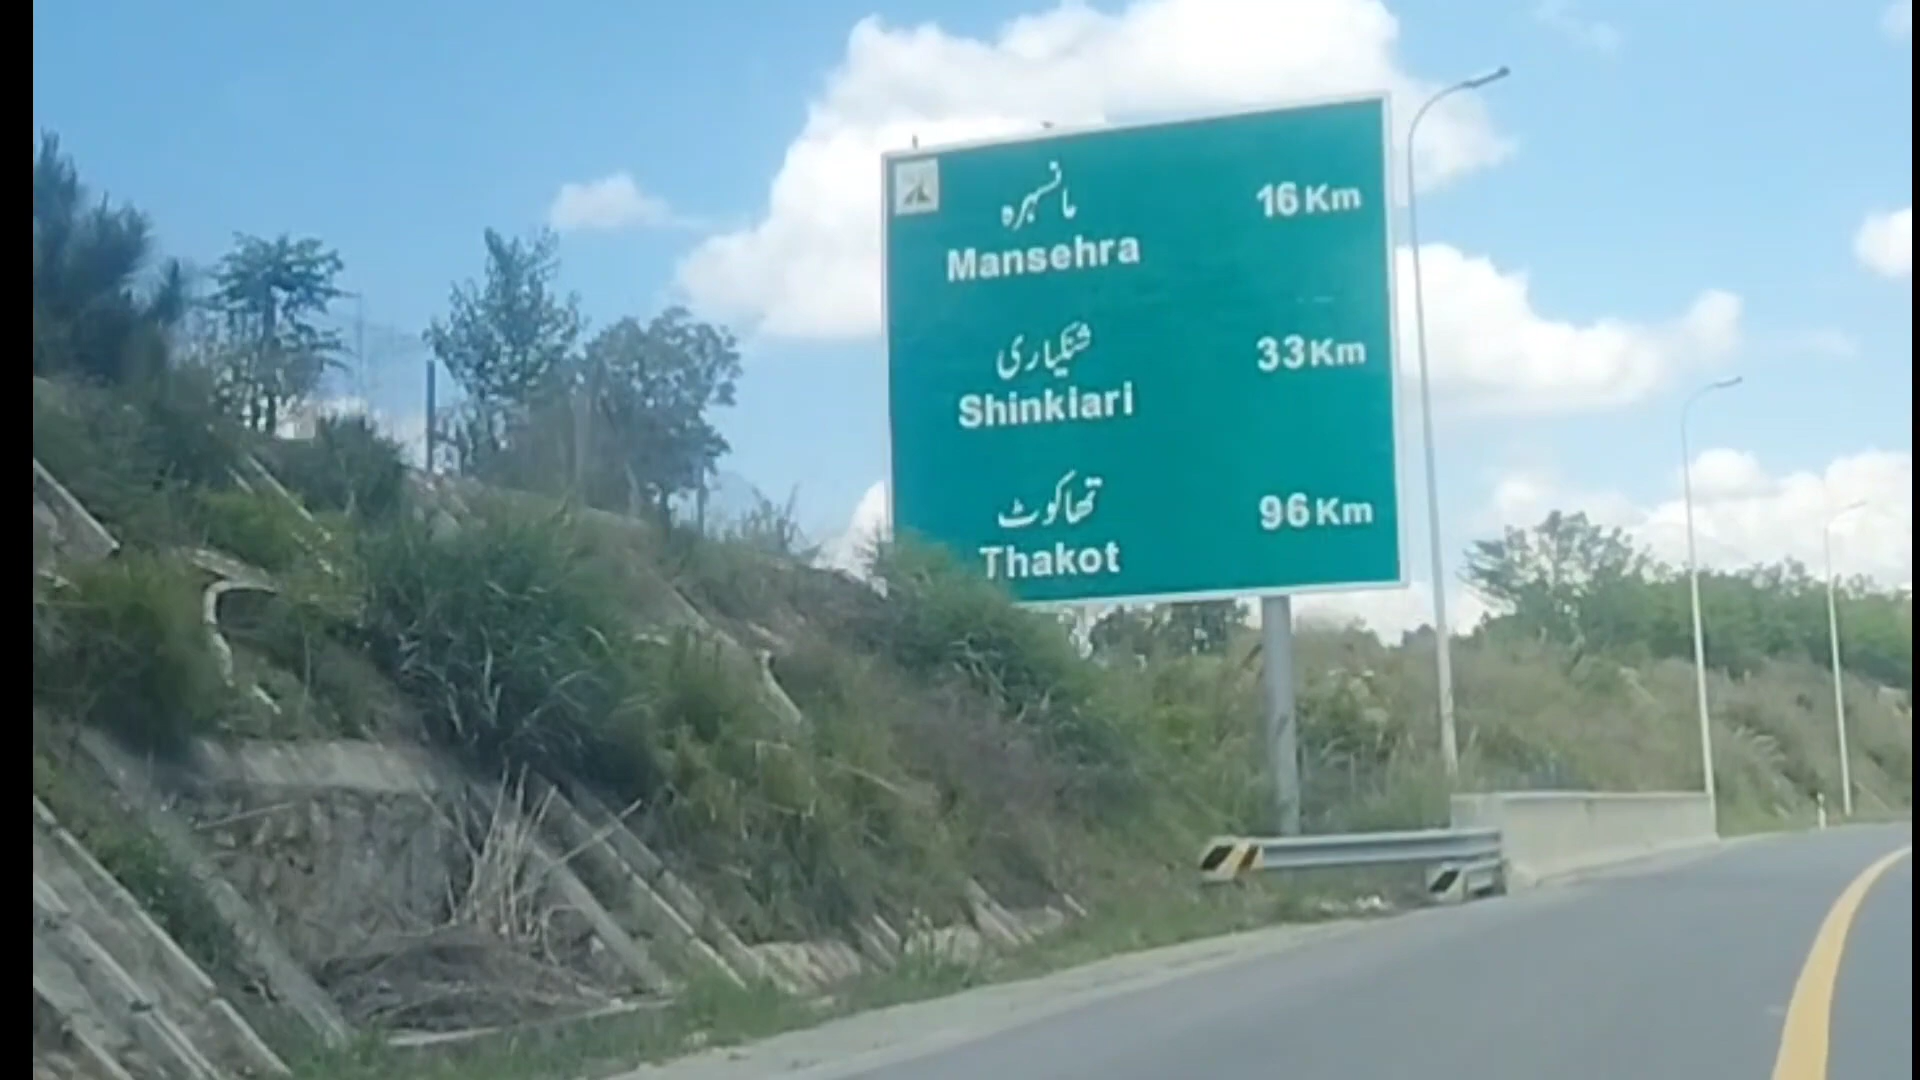 مانسہرہ 16 Km
Mansehra
شنکیاری 33 Km
Shinkiari
تھاکوٹ 96 Km
Thakot